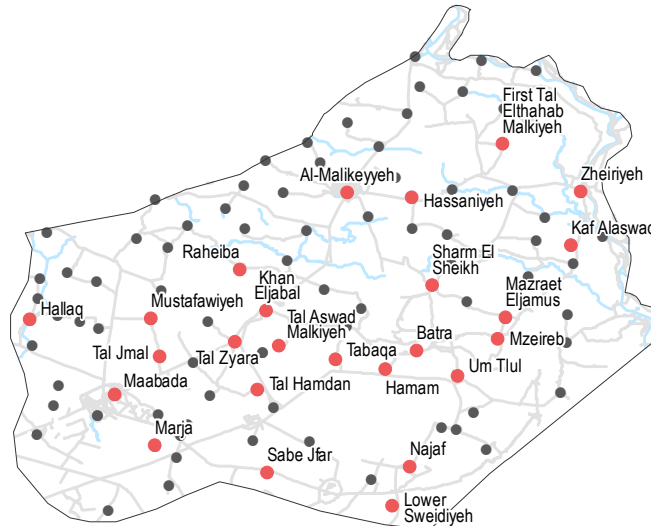 First Tal
Elthahab
Malkiyeh
Al-Malikeyyeh
Zheiriyeh
Hassaniyeh
Kaf Alaswad
Raheiba
Sharm El
Sheikh
Khan
Eljabal
Mazraet
Eljamus
Hallaq
Mustafawiyeh
Tal Aswad
Malkiyeh
Batra
Mzeireb
Tal Jmal
Tal Zyara
Tabaqa
Um Tlul
Maabada
Tal Hamdan
Hamam
Marja
Sabe Jfar
Najaf
Lower
Sweidiyeh